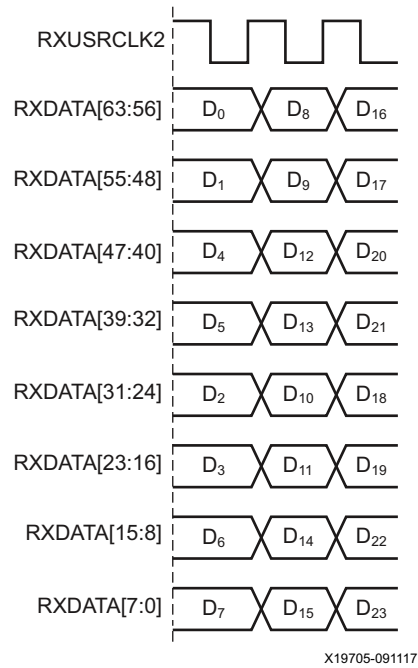 RXUSRCLK2
RXDATA[63:56] D₀ D₈ D₁₆
RXDATA[55:48] D₁ D₉ D₁₇
RXDATA[47:40] D₄ D₁₂ D₂₀
RXDATA[39:32] D₅ D₁₃ D₂₁
RXDATA[31:24] D₂ D₁₀ D₁₈
RXDATA[23:16] D₃ D₁₁ D₁₉
RXDATA[15:8] D₆ D₁₄ D₂₂
RXDATA[7:0] D₇ D₁₅ D₂₃
X19705-091117